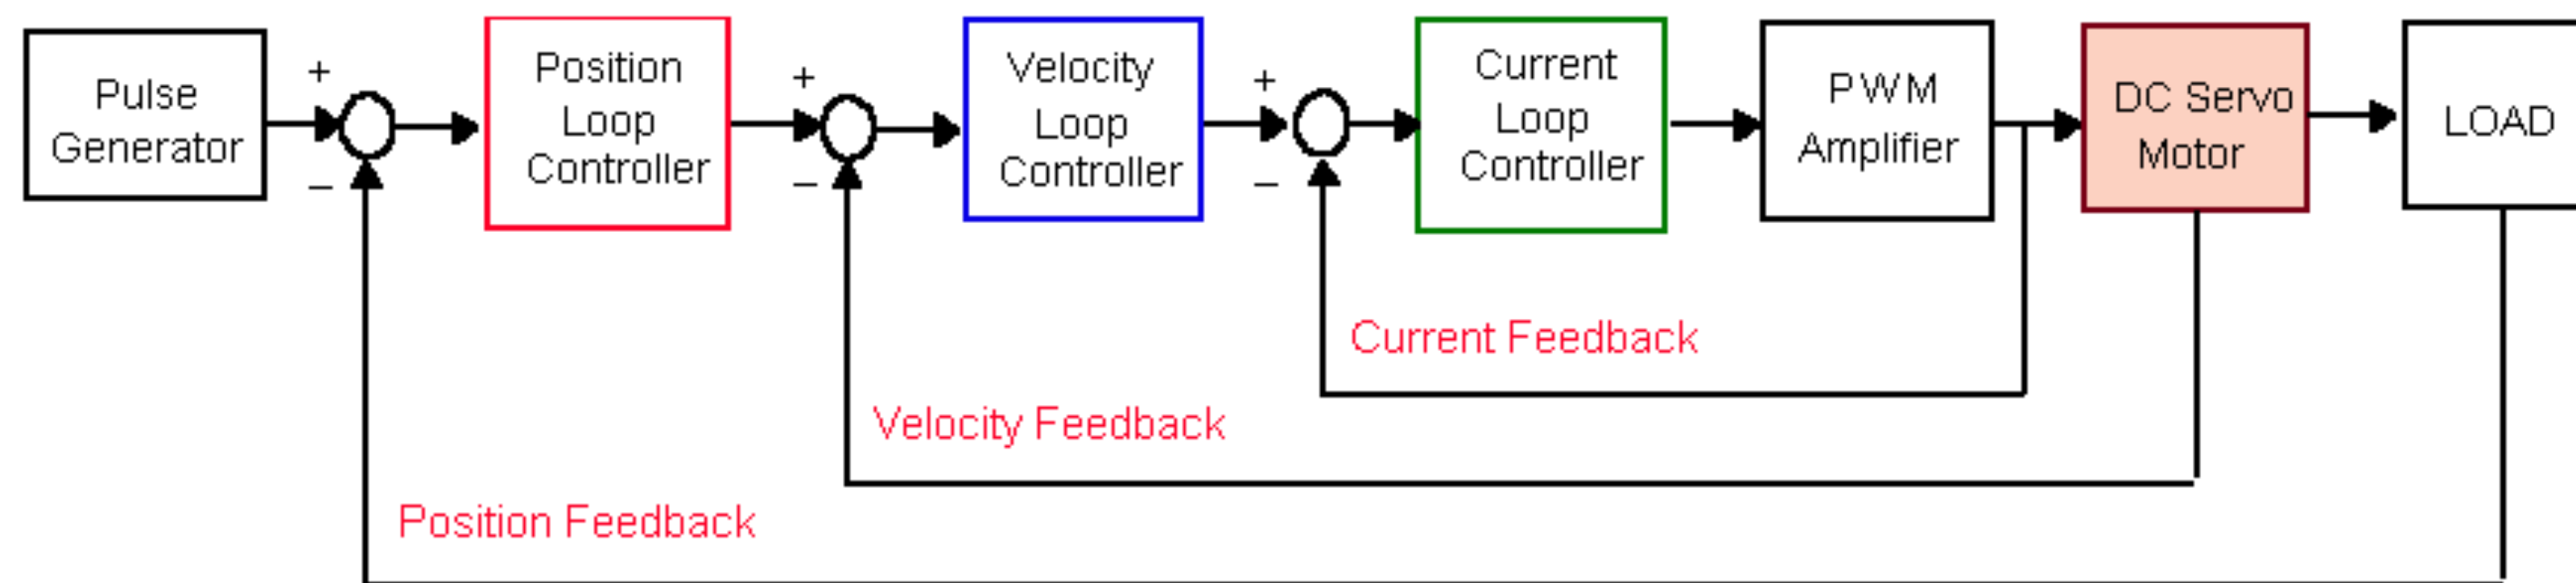 Pulse
Generator
+
−
Position
Loop
Controller
+
−
Velocity
Loop
Controller
+
−
Current
Loop
Controller
PWM
Amplifier
DC Servo
Motor
LOAD
Current Feedback
Velocity Feedback
Position Feedback